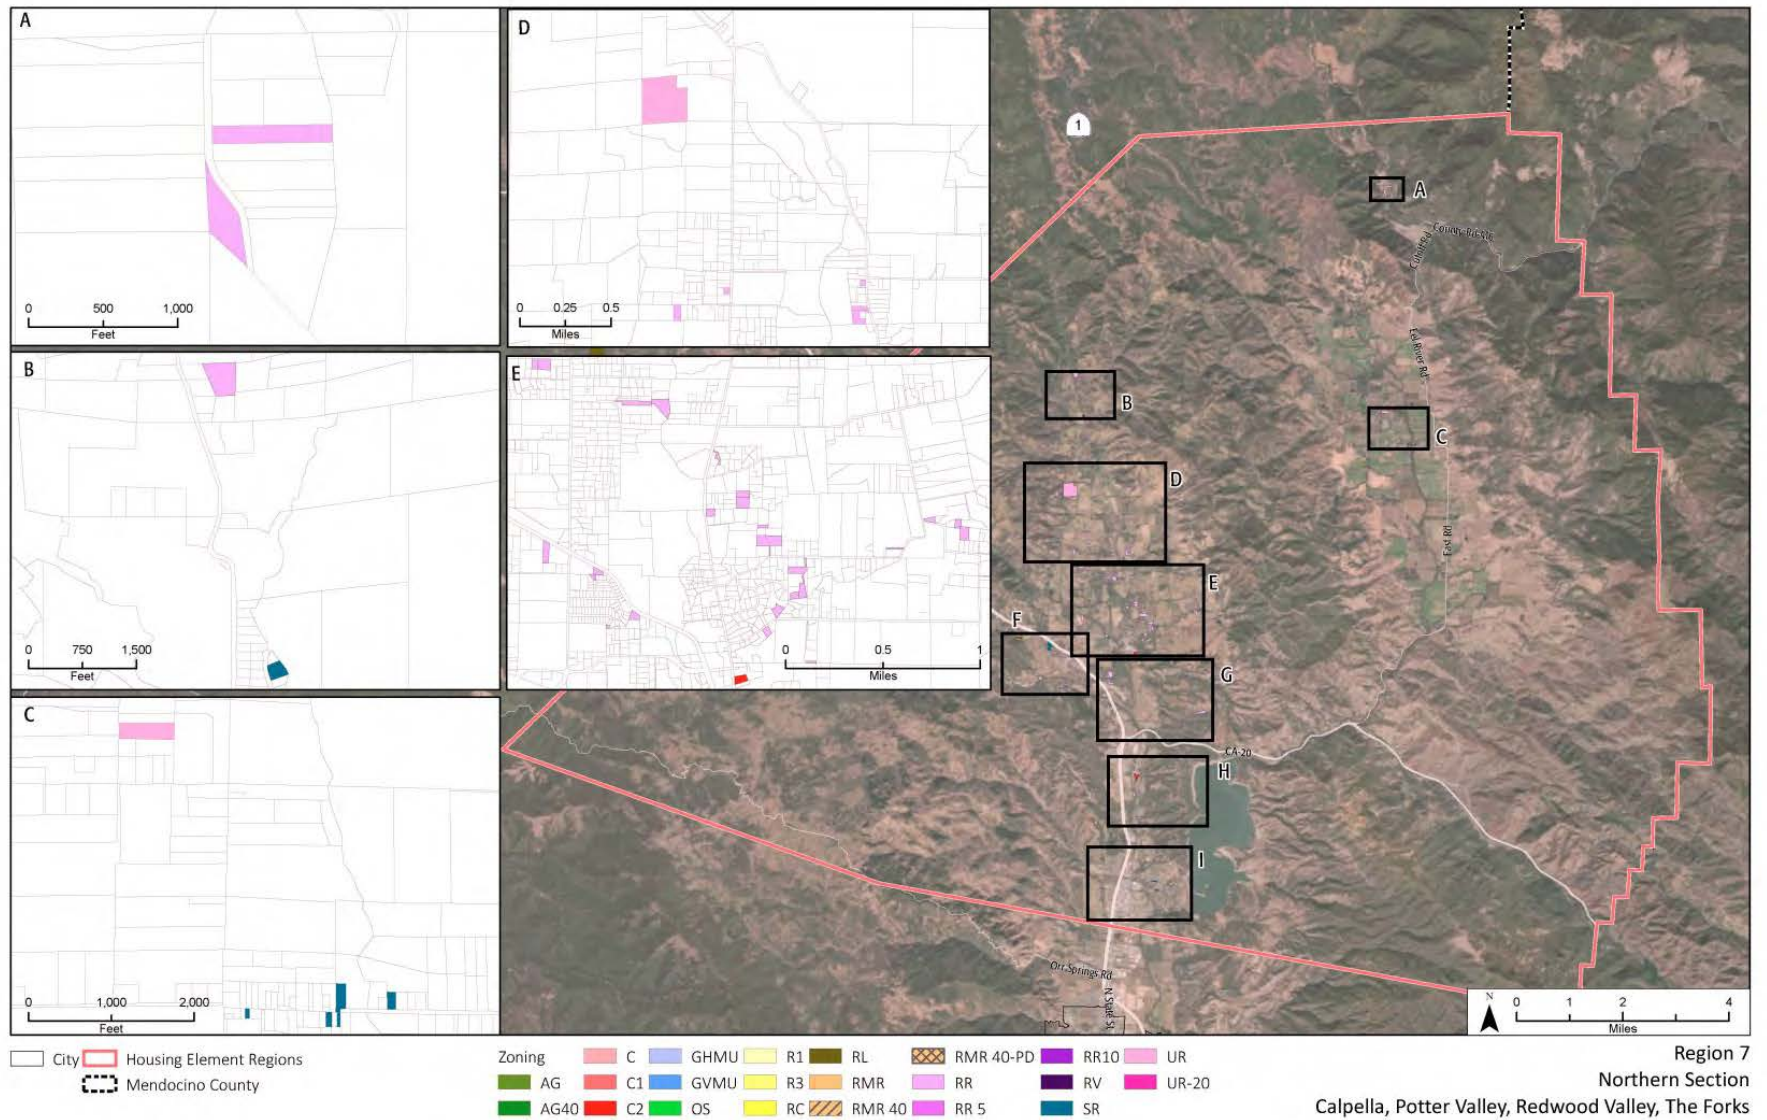 A
0 500 1,000
Feet
B
0 750 1,500
Feet
C
0 1,000 2,000
Feet
D
0 0.25 0.5
Miles
E
0 0.5 1
Miles
1
A
County Rd
Eel River Rd
B
C
D
East Rd
E
F
G
CA-20
H
I
Orr Springs Rd
N State St
N
0 1 2 4
Miles
City
Housing Element Regions
Mendocino County
Zoning
AG
AG40
C
C1
C2
GHMU
GVMU
OS
R1
R3
RC
RL
RMR
RMR 40
RMR 40-PD
RR
RR 5
RR10
RV
SR
UR
UR-20
Region 7
Northern Section
Calpella, Potter Valley, Redwood Valley, The Forks